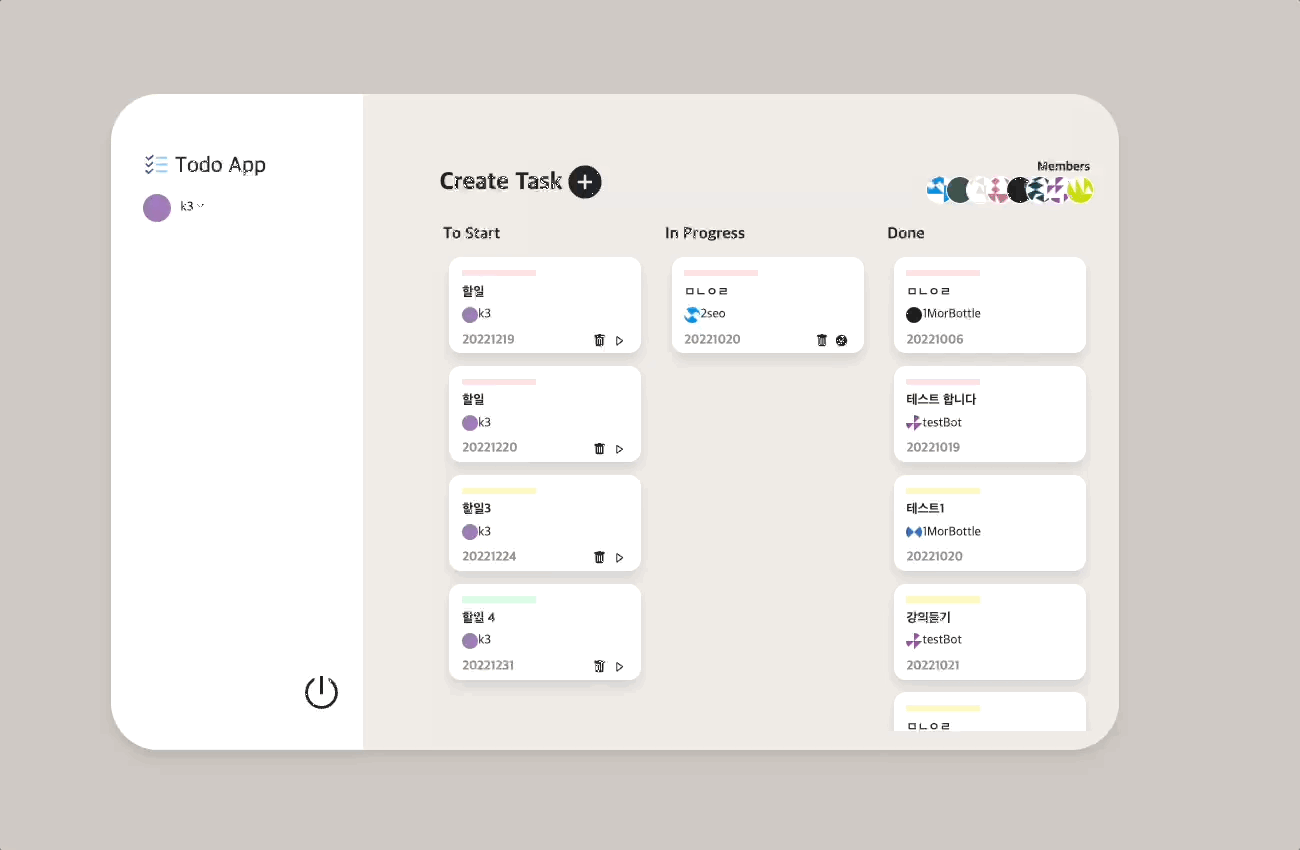 Todo App
k3
Create Task
Members
To Start
할일
k3
20221219
할일
k3
20221220
할일3
k3
20221224
할일 4
k3
20221231
In Progress
ㅁㄴㅇㄹ
2seo
20221020
Done
ㅁㄴㅇㄹ
1MorBottle
20221006
테스트 합니다
testBot
20221019
테스트1
1MorBottle
20221020
강의듣기
testBot
20221021
ㅁㄴㅇㄹ